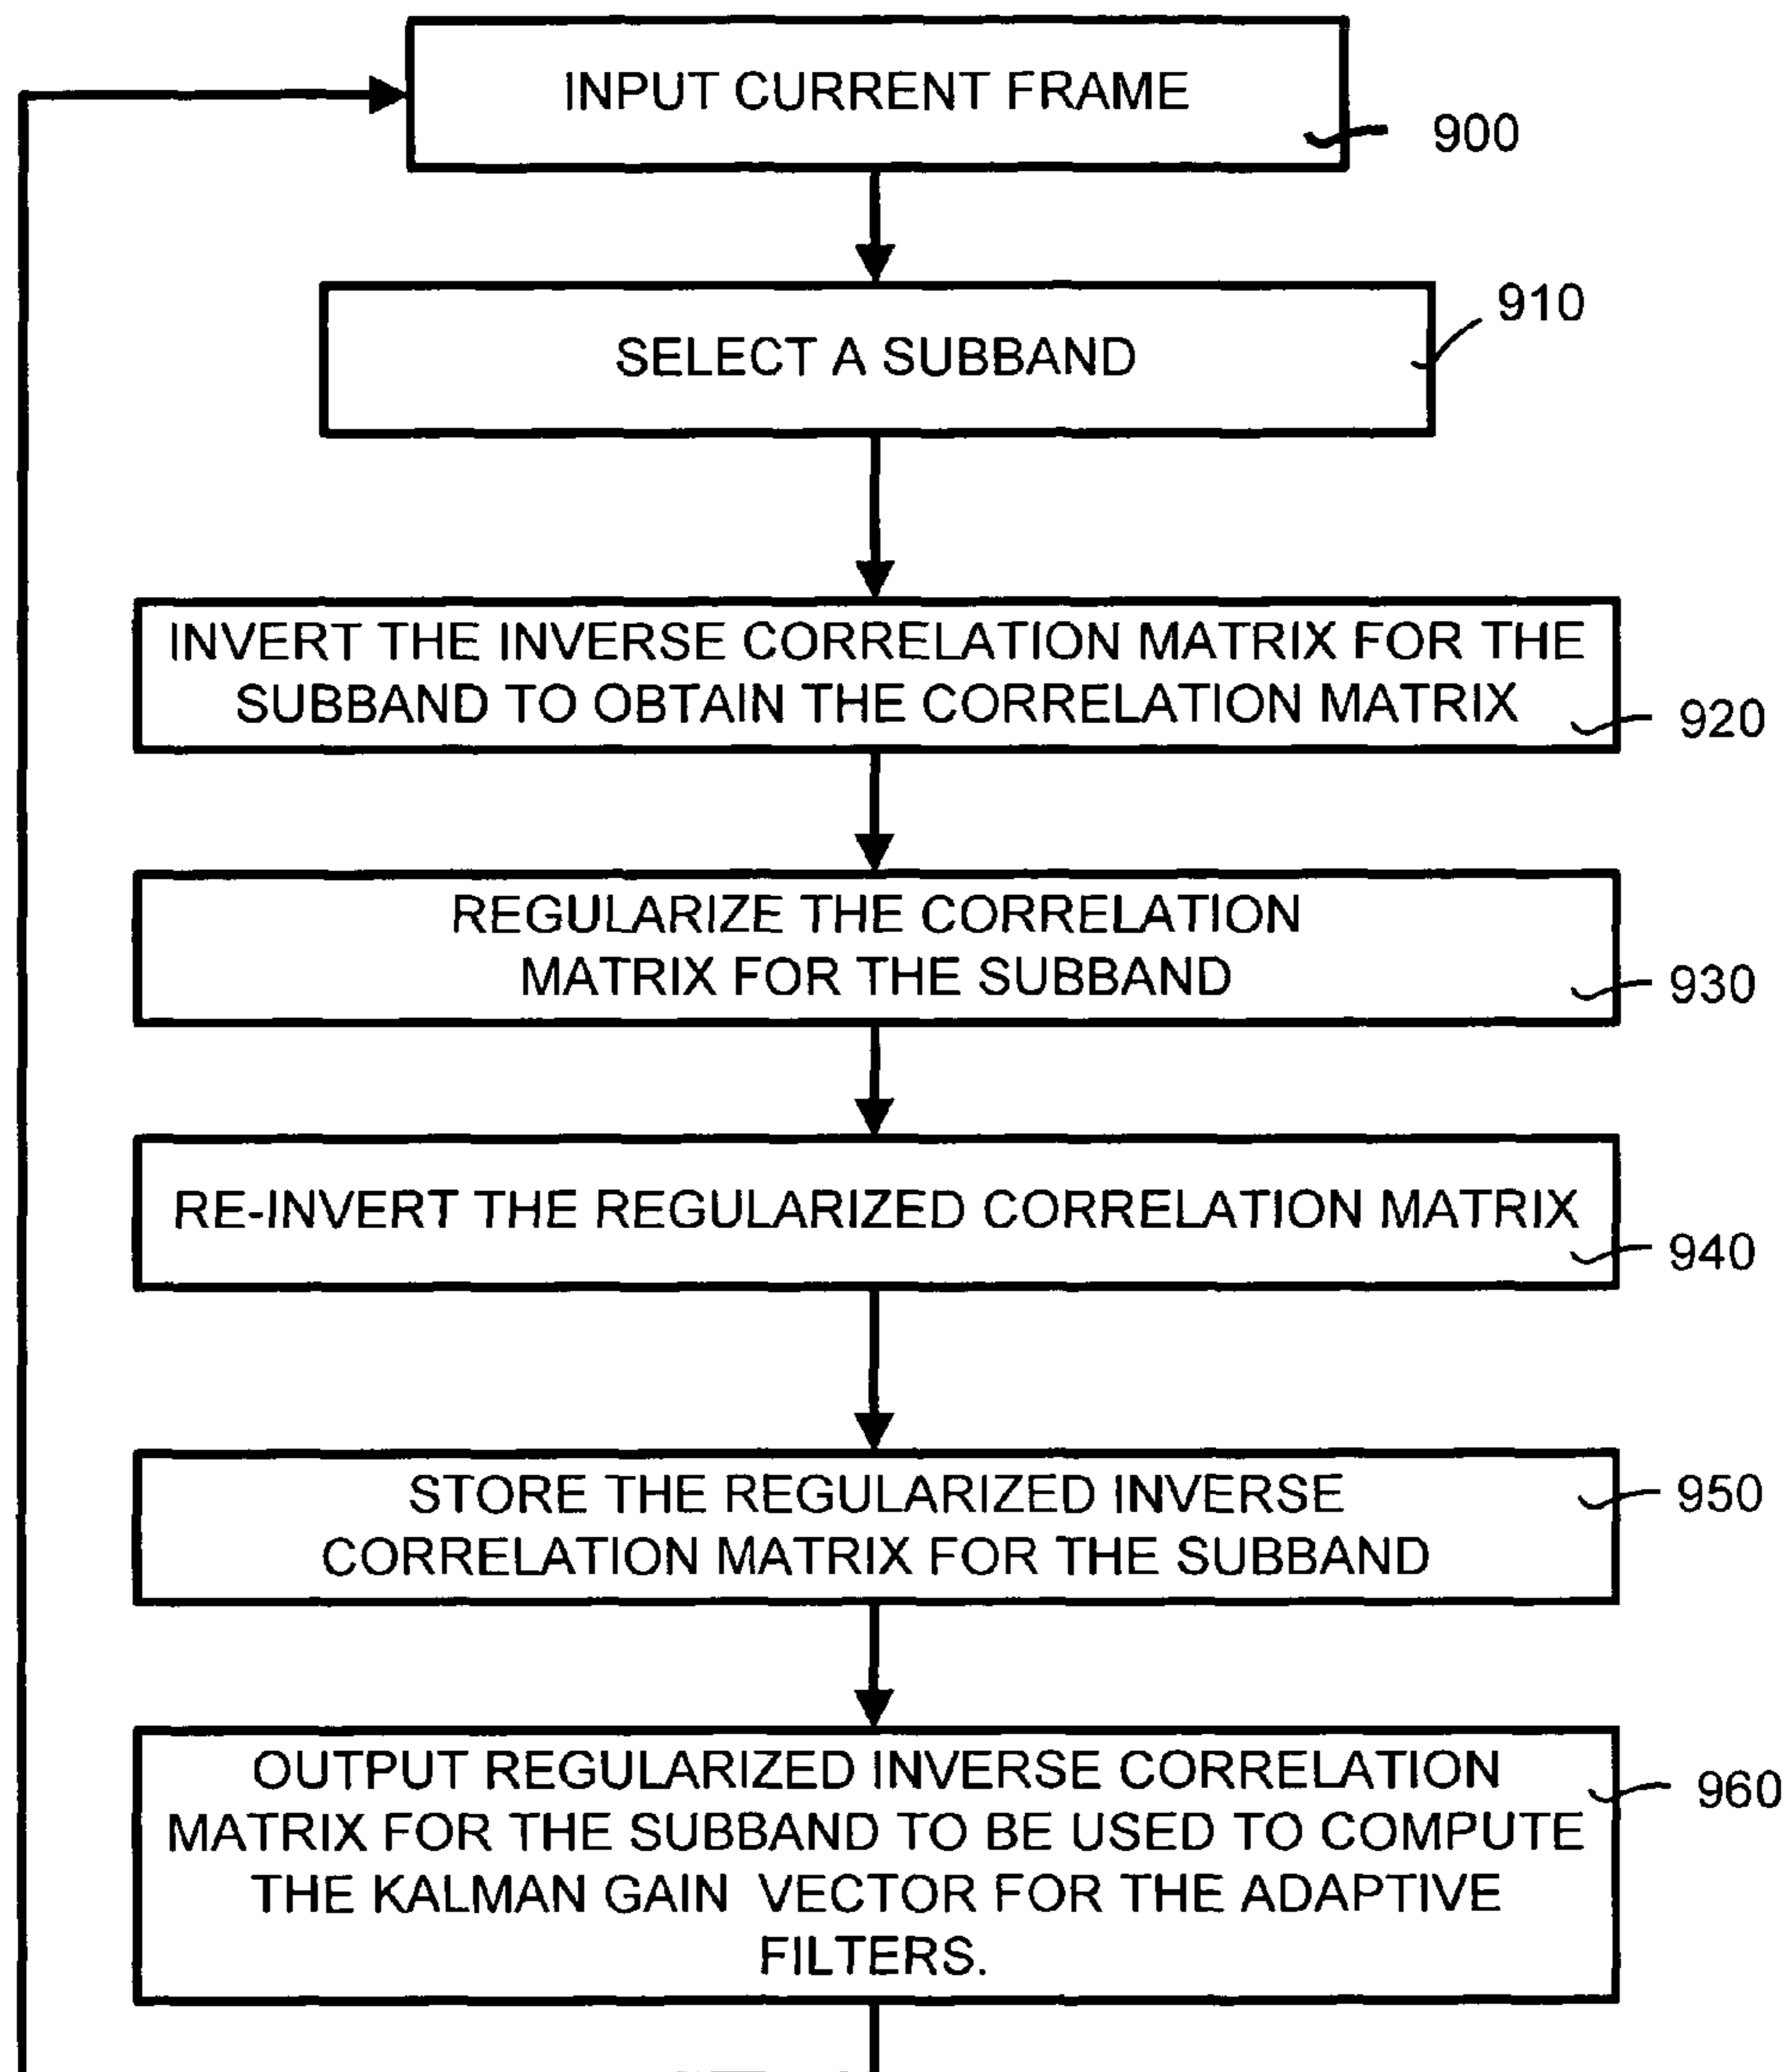 INPUT CURRENT FRAME
900
910
SELECT A SUBBAND
INVERT THE INVERSE CORRELATION MATRIX FOR THE
SUBBAND TO OBTAIN THE CORRELATION MATRIX
920
REGULARIZE THE CORRELATION
MATRIX FOR THE SUBBAND
930
RE-INVERT THE REGULARIZED CORRELATION MATRIX
940
STORE THE REGULARIZED INVERSE
950
CORRELATION MATRIX FOR THE SUBBAND
OUTPUT REGULARIZED INVERSE CORRELATION
960
MATRIX FOR THE SUBBAND TO BE USED TO COMPUTE
THE KALMAN GAIN VECTOR FOR THE ADAPTIVE
FILTERS.